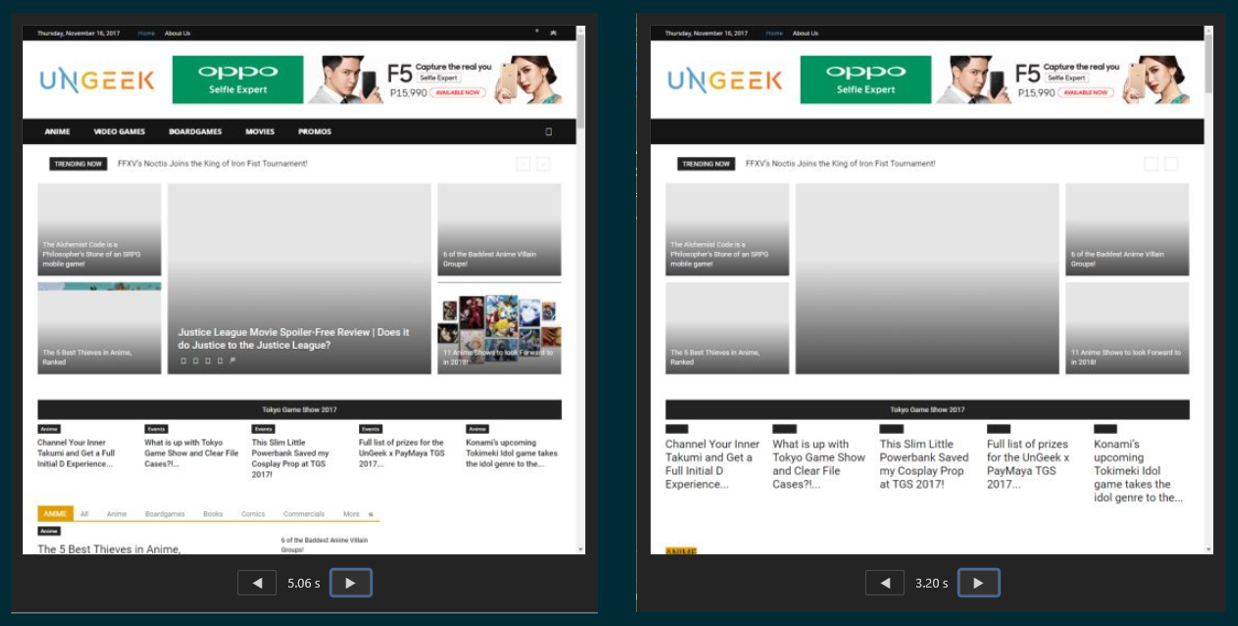 Thursday, November 16, 2017 Home About Us
UNGEEK
oppo
Selfie Expert
F5 Capture the real you
Selfie Expert
P15,990 AVAILABLE NOW
ANIME VIDEO GAMES BOARDGAMES MOVIES PROMOS
TRENDING NOW FFXV's Noctis Joins the King of Iron Fist Tournament!
The Alchemist Code is a
Philosopher's Stone of an SRPG
mobile game!
The 5 Best Thieves in Anime,
Ranked
Justice League Movie Spoiler-Free Review | Does it
do Justice to the Justice League?
6 of the Baddest Anime Villain
Groups!
11 Anime Shows to look Forward to
in 2018!
Tokyo Game Show 2017
Anime
Channel Your Inner
Takumi and Get a Full
Initial D Experience...
Events
What is up with Tokyo
Game Show and Clear File
Cases?!...
Events
This Slim Little
Powerbank Saved my
Cosplay Prop at TGS
2017!
Events
Full list of prizes for the
UnGeek x PayMaya TGS
2017...
Anime
Konami's upcoming
Tokimeki Idol game takes
the idol genre to the...
ANIME All Anime Boardgames Books Comics Commercials More
Anime
The 5 Best Thieves in Anime,
6 of the Baddest Anime Villain
Groups!
5.06 s
Thursday, November 16, 2017 Home About Us
UNGEEK
oppo
Selfie Expert
F5 Capture the real you
Selfie Expert
P15,990 AVAILABLE NOW
TRENDING NOW FFXV's Noctis Joins the King of Iron Fist Tournament!
The Alchemist Code is a
Philosopher's Stone of an SRPG
mobile game!
The 5 Best Thieves in Anime,
Ranked
6 of the Baddest Anime Villain
Groups!
11 Anime Shows to look Forward to
in 2018!
Tokyo Game Show 2017
Channel Your Inner
Takumi and Get a
Full Initial D
Experience...
What is up with
Tokyo Game Show
and Clear File
Cases?!...
This Slim Little
Powerbank Saved
my Cosplay Prop
at TGS 2017!
Full list of prizes
for the UnGeek x
PayMaya TGS
2017...
Konami's
upcoming
Tokimeki Idol
game takes the
idol genre to the...
ANIME
3.20 s